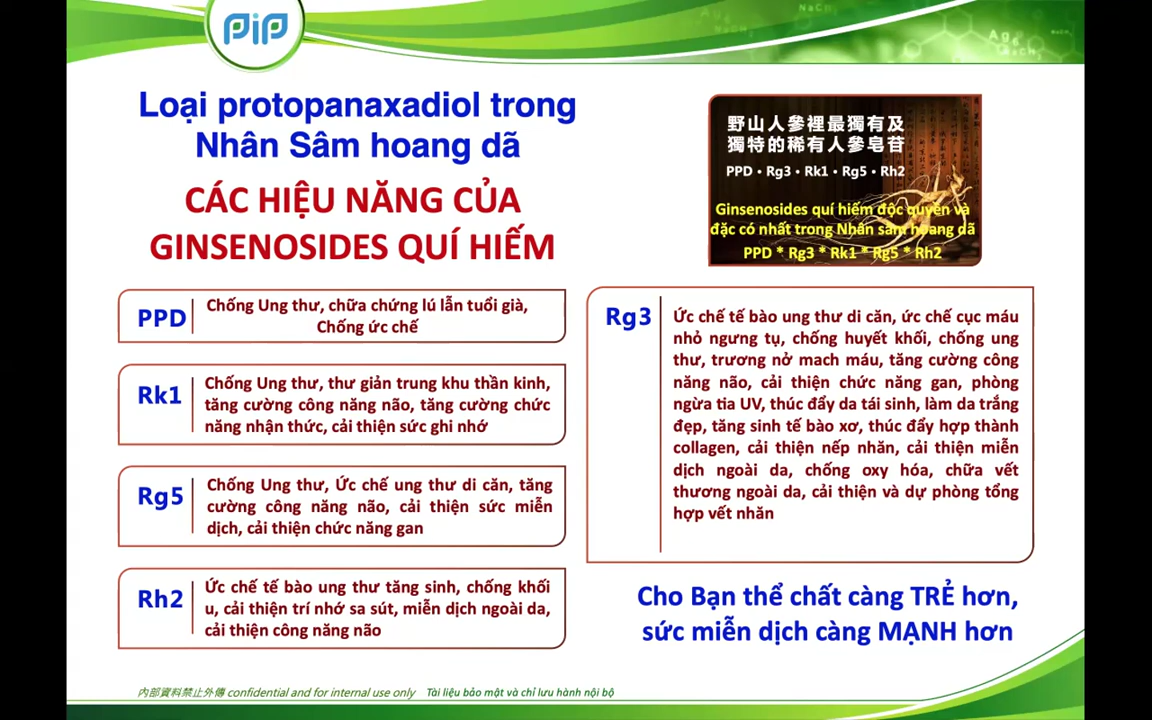 PiP
Loại protopanaxadiol trong
Nhân Sâm hoang dã
CÁC HIỆU NĂNG CỦA
GINSENOSIDES QUÍ HIẾM
野山人參裡最獨有及
獨特的稀有人參皂苷
PPD • Rg3 • Rk1 • Rg5 • Rh2
Ginsenosides quí hiếm độc quyền và
đặc có nhất trong Nhân sâm hoang dã
PPD * Rg3 * Rk1 * Rg5 * Rh2
PPD
Chống Ung thư, chữa chứng lú lẫn tuổi già,
Chống ức chế
Rk1
Chống Ung thư, thư giản trung khu thần kinh,
tăng cường công năng não, tăng cường chức
năng nhận thức, cải thiện sức ghi nhớ
Rg5
Chống Ung thư, Ức chế ung thư di căn, tăng
cường công năng não, cải thiện sức miễn
dịch, cải thiện chức năng gan
Rh2
Ức chế tế bào ung thư tăng sinh, chống khối
u, cải thiện trí nhớ sa sút, miễn dịch ngoài da,
cải thiện công năng não
Rg3
Ức chế tế bào ung thư di căn, ức chế cục máu
nhỏ ngưng tụ, chống huyết khối, chống ung
thư, trương nở mach máu, tăng cường công
năng não, cải thiện chức năng gan, phòng
ngừa tia UV, thúc đẩy da tái sinh, làm da trắng
đẹp, tăng sinh tế bào xơ, thúc đẩy hợp thành
collagen, cải thiện nếp nhăn, cải thiện miễn
dịch ngoài da, chống oxy hóa, chữa vết
thương ngoài da, cải thiện và dự phòng tổng
hợp vết nhăn
Cho Bạn thể chất càng TRẺ hơn,
sức miễn dịch càng MẠNH hơn
內部資料禁止外傳 confidential and for internal use only Tài liệu bảo mật và chỉ lưu hành nội bộ